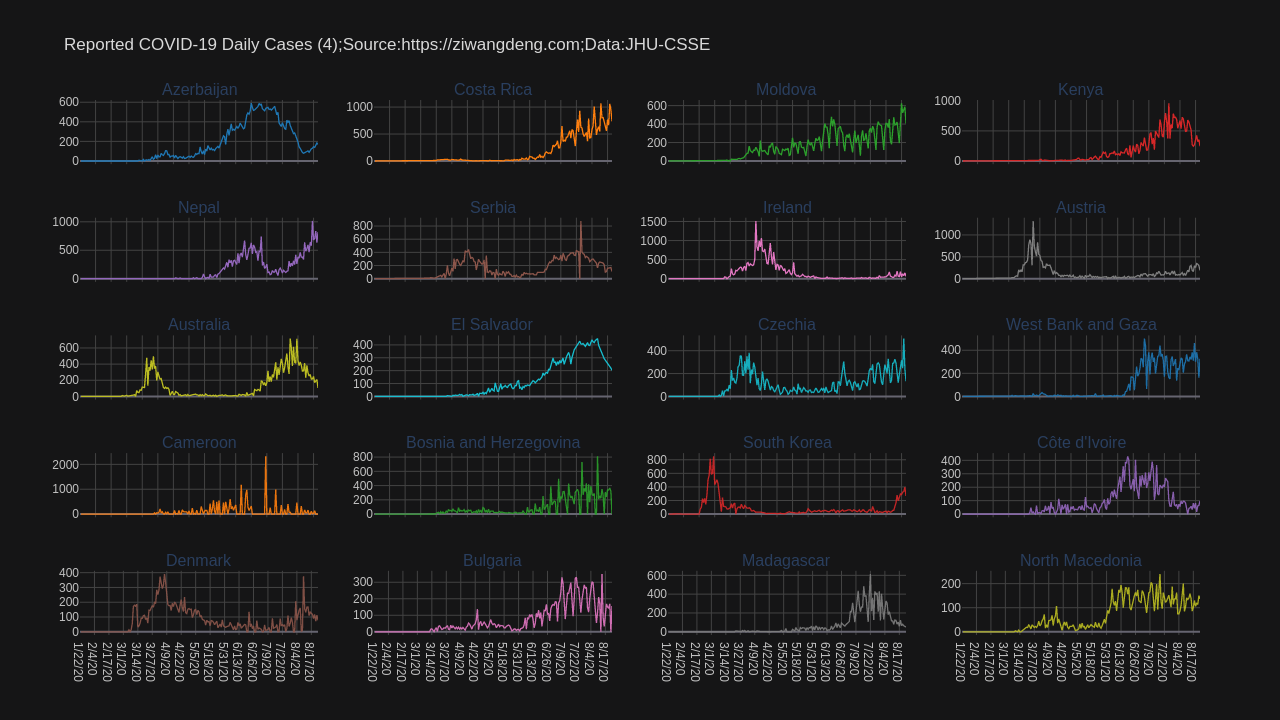 Reported COVID-19 Daily Cases (4);Source:https://ziwangdeng.com;Data:JHU-CSSE
Azerbaijan Costa Rica Moldova Kenya
600 400 200 0
1000 500 0
600 400 200 0
1000 500 0
Nepal Serbia Ireland Austria
1000 500 0
800 600 400 200 0
1500 1000 500 0
1000 500 0
Australia El Salvador Czechia West Bank and Gaza
600 400 200 0
400 300 200 100 0
400 200 0
400 200 0
Cameroon Bosnia and Herzegovina South Korea Côte d'Ivoire
2000 1000 0
800 600 400 200 0
800 600 400 200 0
400 300 200 100 0
Denmark Bulgaria Madagascar North Macedonia
400 300 200 100 0
300 200 100 0
600 400 200 0
200 100 0
1/22/20 2/4/20 2/17/20 3/1/20 3/14/20 3/27/20 4/9/20 4/22/20 5/5/20 5/18/20 5/31/20 6/13/20 6/26/20 7/9/20 7/22/20 8/4/20 8/17/20
1/22/20 2/4/20 2/17/20 3/1/20 3/14/20 3/27/20 4/9/20 4/22/20 5/5/20 5/18/20 5/31/20 6/13/20 6/26/20 7/9/20 7/22/20 8/4/20 8/17/20
1/22/20 2/4/20 2/17/20 3/1/20 3/14/20 3/27/20 4/9/20 4/22/20 5/5/20 5/18/20 5/31/20 6/13/20 6/26/20 7/9/20 7/22/20 8/4/20 8/17/20
1/22/20 2/4/20 2/17/20 3/1/20 3/14/20 3/27/20 4/9/20 4/22/20 5/5/20 5/18/20 5/31/20 6/13/20 6/26/20 7/9/20 7/22/20 8/4/20 8/17/20